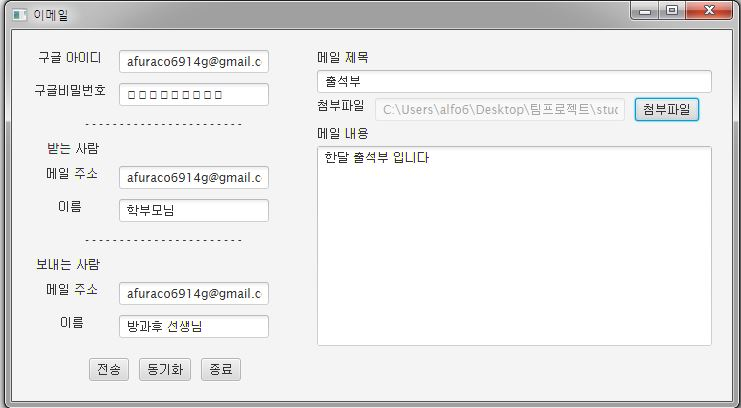 이메일
구글 아이디 afuraco6914g@gmail.c
구글비밀번호
- - - - - - - - - - - - - - - - - - - - - - -
받는 사람
메일 주소 afuraco6914g@gmail.c
이름 학부모님
- - - - - - - - - - - - - - - - - - - - - - -
보내는 사람
메일 주소 afuraco6914g@gmail.c
이름 방과후 선생님
전송 동기화 종료
메일 제목
출석부
첨부파일 C:\Users\alfo6\Desktop\팀프로젝트\stud 첨부파일
메일 내용
한달 출석부 입니다